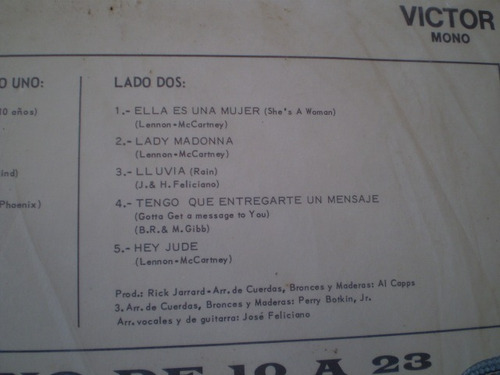 VICTOR
MONO
O UNO:
LADO DOS:
0 años)
1.- ELLA ES UNA MUJER (She's A Woman)
(Lennon-McCartney)
2.- LADY MADONNA
(Lennon-McCartney)
ind)
3.- LLUVIA (Rain)
(J.& H. Feliciano)
Phoenix)
4.- TENGO QUE ENTREGARTE UN MENSAJE
(Gotta Get a message to You)
(B.R.& M. Gibb)
5.- HEY JUDE
(Lennon-McCartney)
Prod.: Rick Jarrard - Arr. de Cuerdas, Bronces y Maderas: Al Capps
3. Arr. de Cuerdas, Bronces y Maderas: Perry Botkin, Jr.
Arr. vocales y de guitarra: José Feliciano
DE 10 A 23